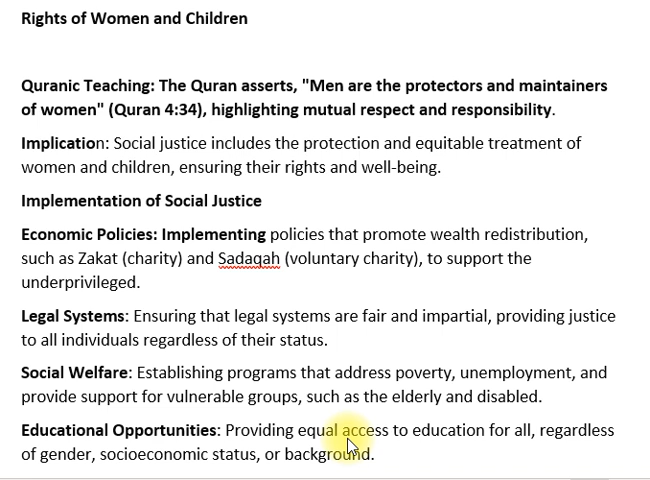 Rights of Women and Children
Quranic Teaching: The Quran asserts, "Men are the protectors and maintainers
of women" (Quran 4:34), highlighting mutual respect and responsibility.
Implication: Social justice includes the protection and equitable treatment of
women and children, ensuring their rights and well-being.
Implementation of Social Justice
Economic Policies: Implementing policies that promote wealth redistribution,
such as Zakat (charity) and Sadaqah (voluntary charity), to support the
underprivileged.
Legal Systems: Ensuring that legal systems are fair and impartial, providing justice
to all individuals regardless of their status.
Social Welfare: Establishing programs that address poverty, unemployment, and
provide support for vulnerable groups, such as the elderly and disabled.
Educational Opportunities: Providing equal access to education for all, regardless
of gender, socioeconomic status, or background.